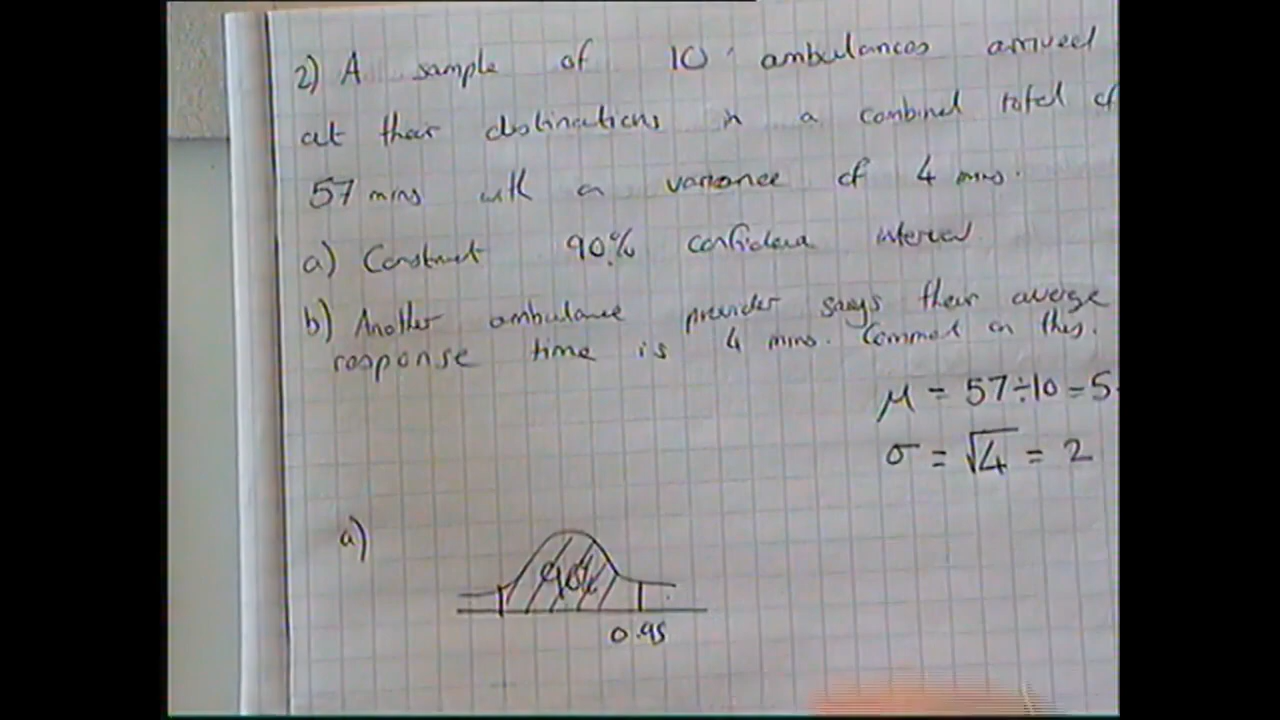 2) A sample of 10 ambulances arrived
at their destinations in a combined total of
57 mins with a variance of 4 mins.
a) Construct 90% confidence interval
b) Another ambulance provider says their average
response time is 4 mins. Comment on this.
μ = 57÷10 = 5.
σ = √4 = 2
a)
90%
0.95